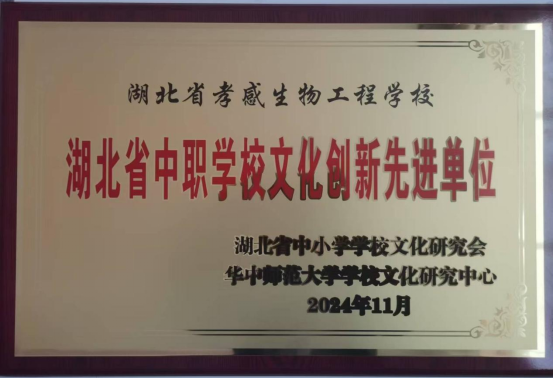 湖北省孝感生物工程学校
湖北省中职学校文化创新先进单位
湖北省中小学学校文化研究会
华中师范大学学校文化研究中心
2024年11月